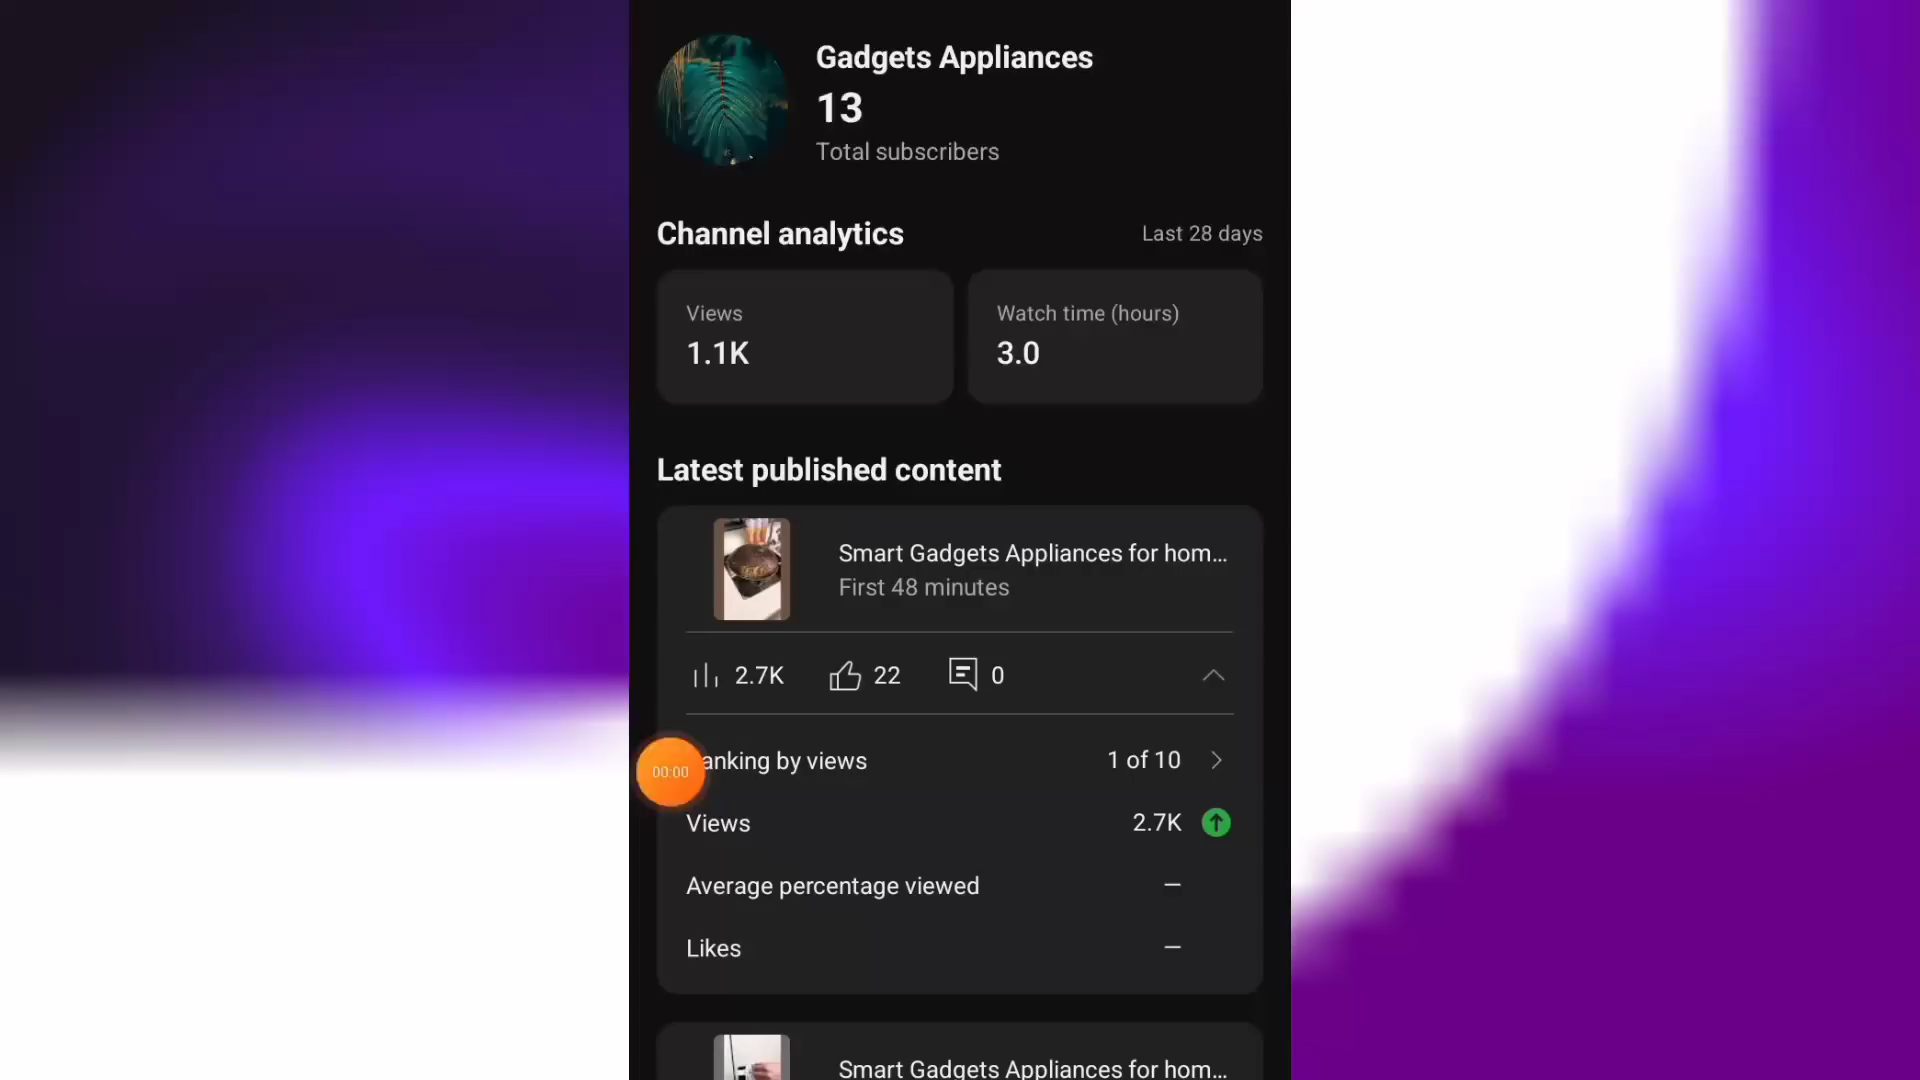 Gadgets Appliances
13
Total subscribers
Channel analytics
Last 28 days
Views
1.1K
Watch time (hours)
3.0
Latest published content
Smart Gadgets Appliances for hom...
First 48 minutes
2.7K
22
0
anking by views
1 of 10
00:00
Views
2.7K
Average percentage viewed
—
Likes
—
Smart Gadgets Appliances for hom...